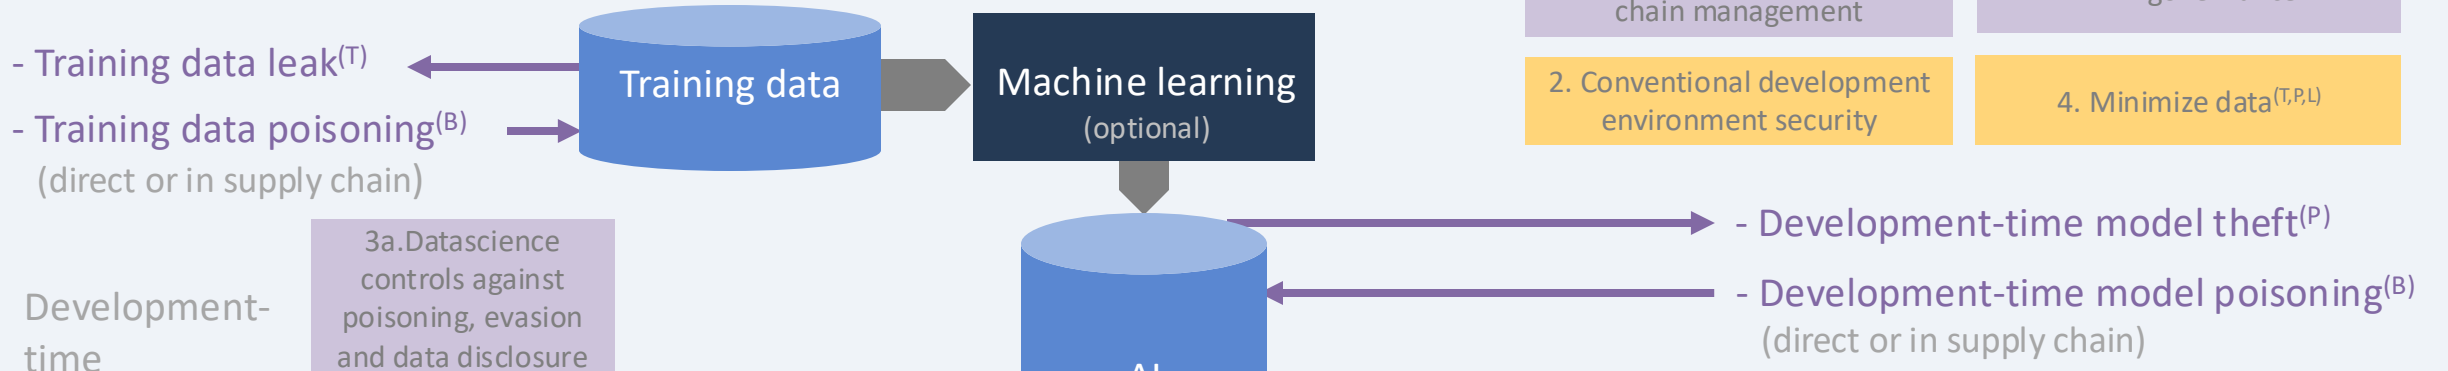 chain management
- Training data leak(T)
Training data
Machine learning
(optional)
2. Conventional development
environment security
4. Minimize data(T,P,L)
- Training data poisoning(B)
(direct or in supply chain)
- Development-time model theft(P)
3a.Datascience
controls against
poisoning, evasion
and data disclosure
Development-
time
- Development-time model poisoning(B)
(direct or in supply chain)